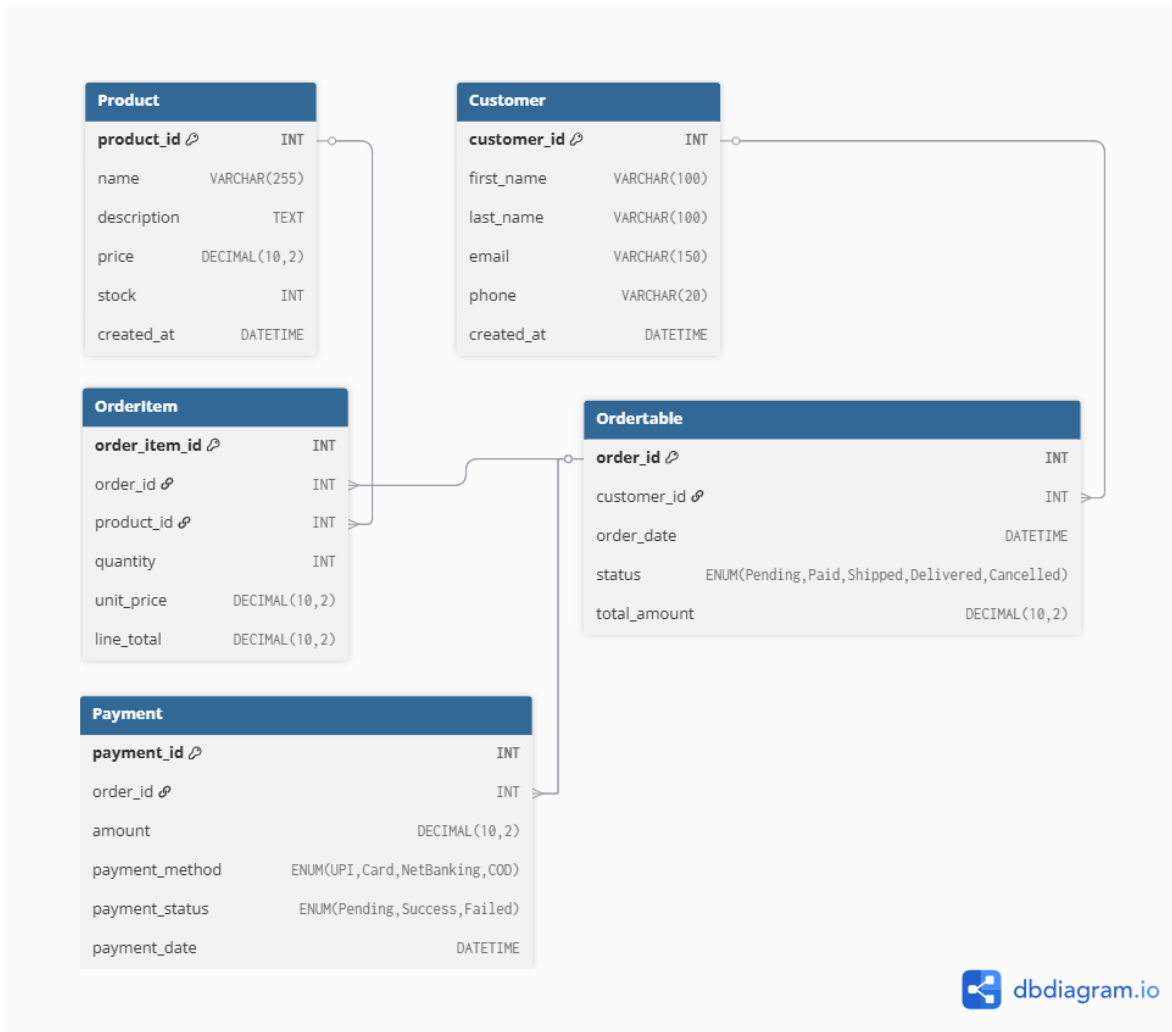 Product
product_id INT
name VARCHAR(255)
description TEXT
price DECIMAL(10,2)
stock INT
created_at DATETIME
Customer
customer_id INT
first_name VARCHAR(100)
last_name VARCHAR(100)
email VARCHAR(150)
phone VARCHAR(20)
created_at DATETIME
OrderItem
order_item_id INT
order_id INT
product_id INT
quantity INT
unit_price DECIMAL(10,2)
line_total DECIMAL(10,2)
Ordertable
order_id INT
customer_id INT
order_date DATETIME
status ENUM(Pending,Paid,Shipped,Delivered,Cancelled)
total_amount DECIMAL(10,2)
Payment
payment_id INT
order_id INT
amount DECIMAL(10,2)
payment_method ENUM(UPI,Card,NetBanking,COD)
payment_status ENUM(Pending,Success,Failed)
payment_date DATETIME
dbdiagram.io